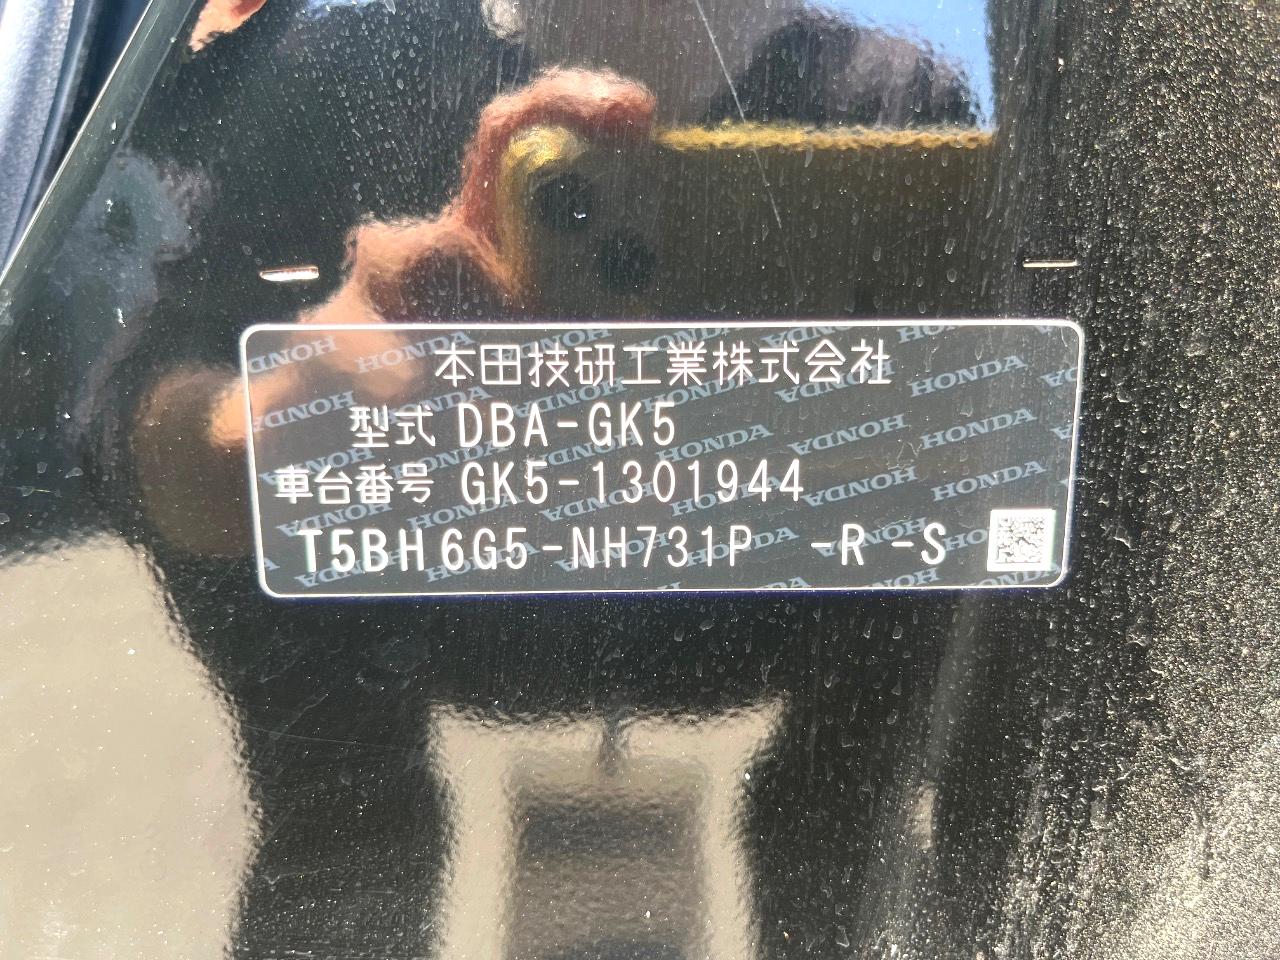 本田技研工業株式会社
型式 DBA-GK5
車台番号 GK5-1301944
T5BH6G5-NH731P -R -S